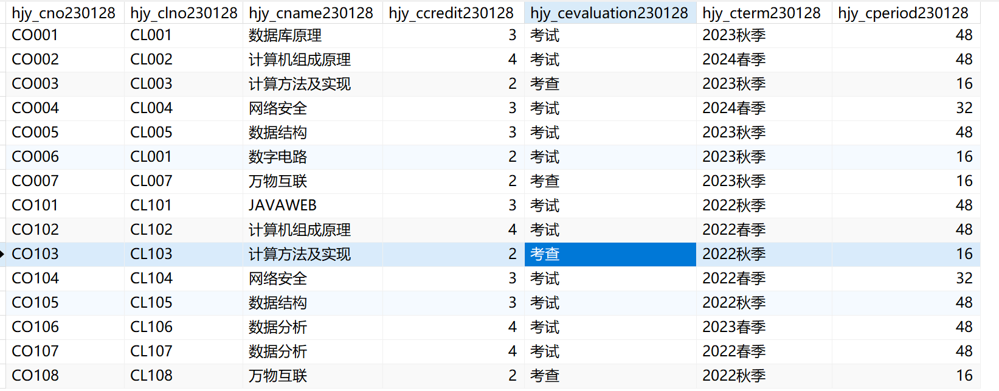 hjy_cno230128 hjy_clno230128 hjy_cname230128 hjy_ccredit230128 hjy_cevaluation230128 hjy_cterm230128 hjy_cperiod230128
CO001 CL001 数据库原理 3 考试 2023秋季 48
CO002 CL002 计算机组成原理 4 考试 2024春季 48
CO003 CL003 计算方法及实现 2 考查 2023秋季 16
CO004 CL004 网络安全 3 考试 2024春季 32
CO005 CL005 数据结构 3 考试 2023秋季 48
CO006 CL001 数字电路 2 考试 2023秋季 16
CO007 CL007 万物互联 2 考查 2023秋季 16
CO101 CL101 JAVAWEB 3 考试 2022秋季 48
CO102 CL102 计算机组成原理 4 考试 2022春季 48
CO103 CL103 计算方法及实现 2 考查 2022秋季 16
CO104 CL104 网络安全 3 考试 2022春季 32
CO105 CL105 数据结构 3 考试 2022秋季 48
CO106 CL106 数据分析 4 考试 2023春季 48
CO107 CL107 数据分析 4 考试 2022春季 48
CO108 CL108 万物互联 2 考查 2022秋季 16